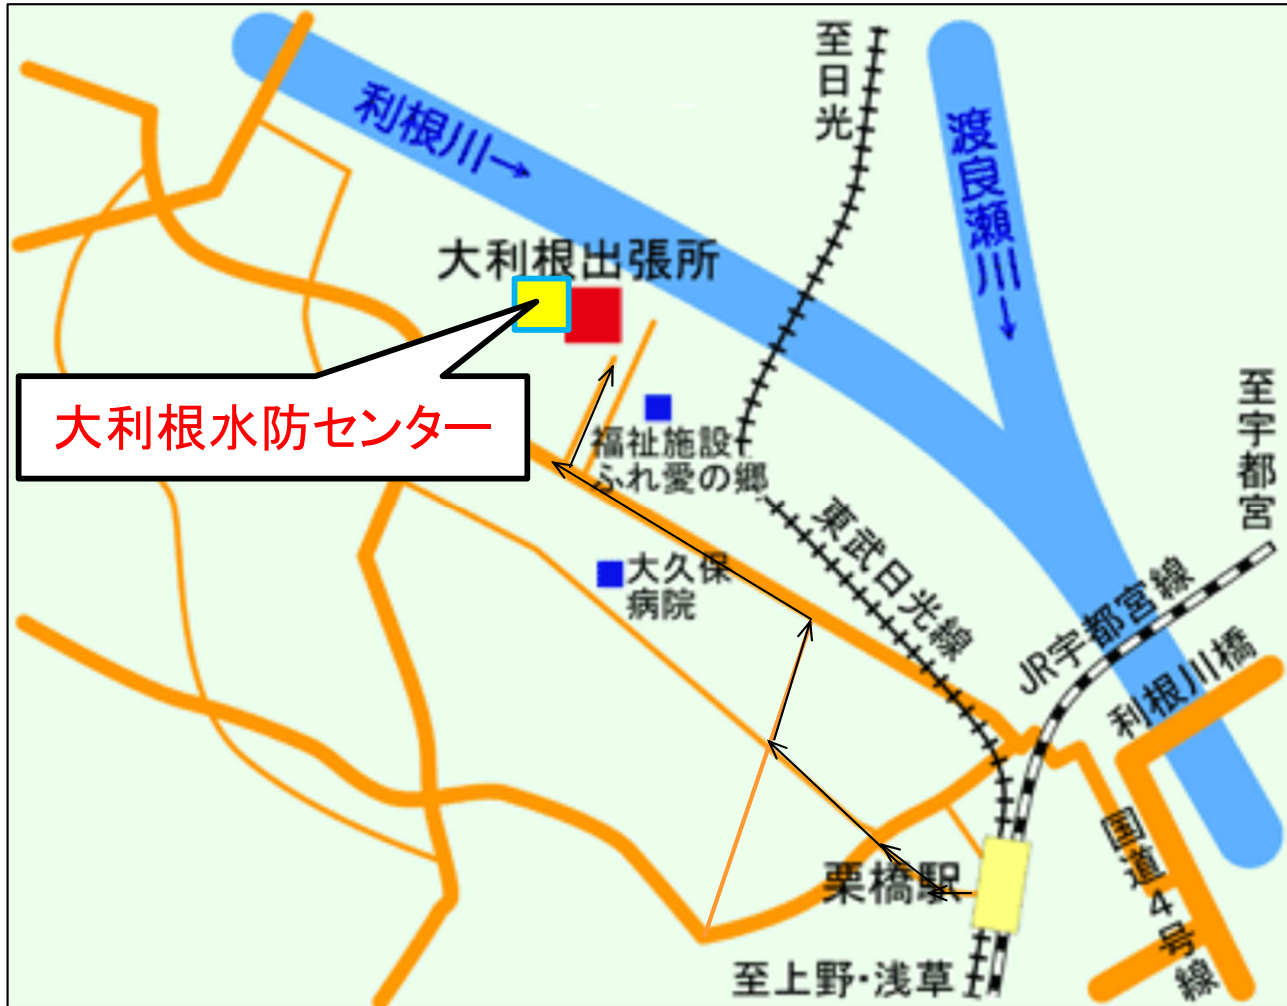 至日光
利根川→
渡良瀬川→
大利根出張所
大利根水防センター
至宇都宮
福祉施設
ふれ愛の郷
東武日光線
大久保
病院
JR宇都宮線
利根川橋
国道4号線
栗橋駅
至上野・浅草